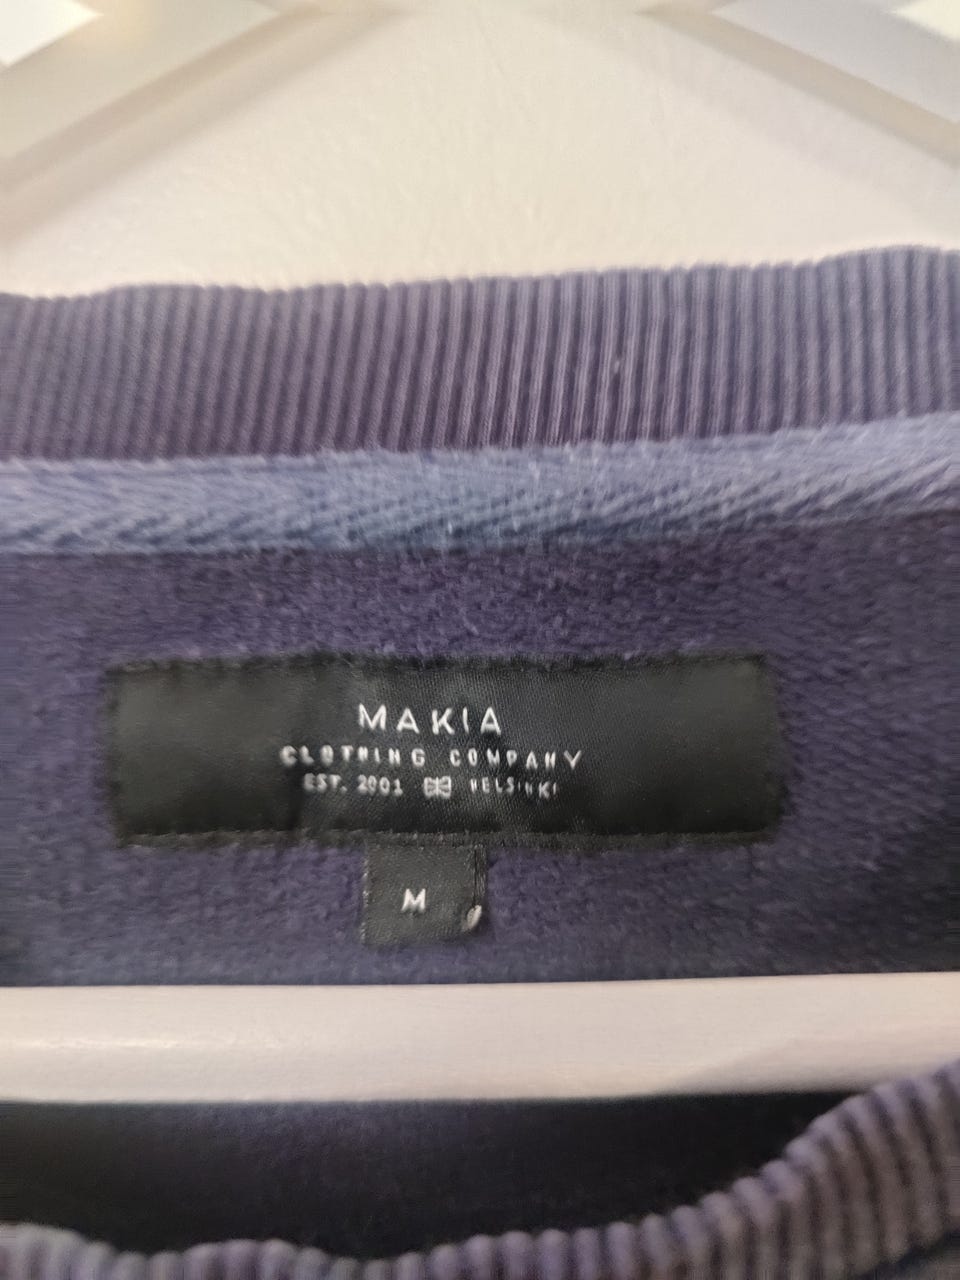 MAKIA
CLOTHING COMPANY
EST. 2001 HELSINKI
M